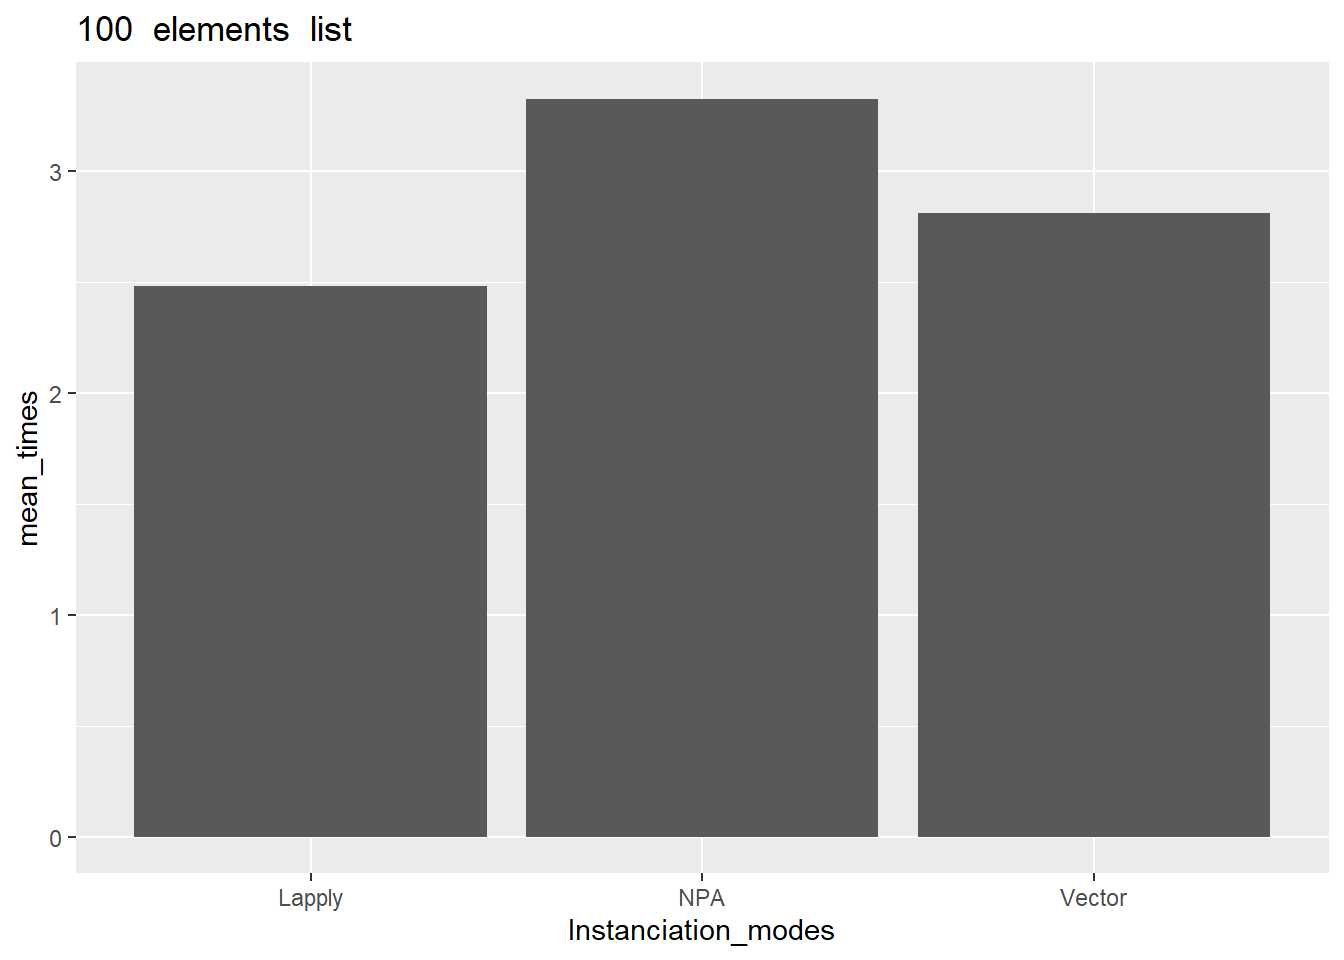 100 elements list
3
2
1
0
mean_times
Lapply NPA Vector
Instanciation_modes